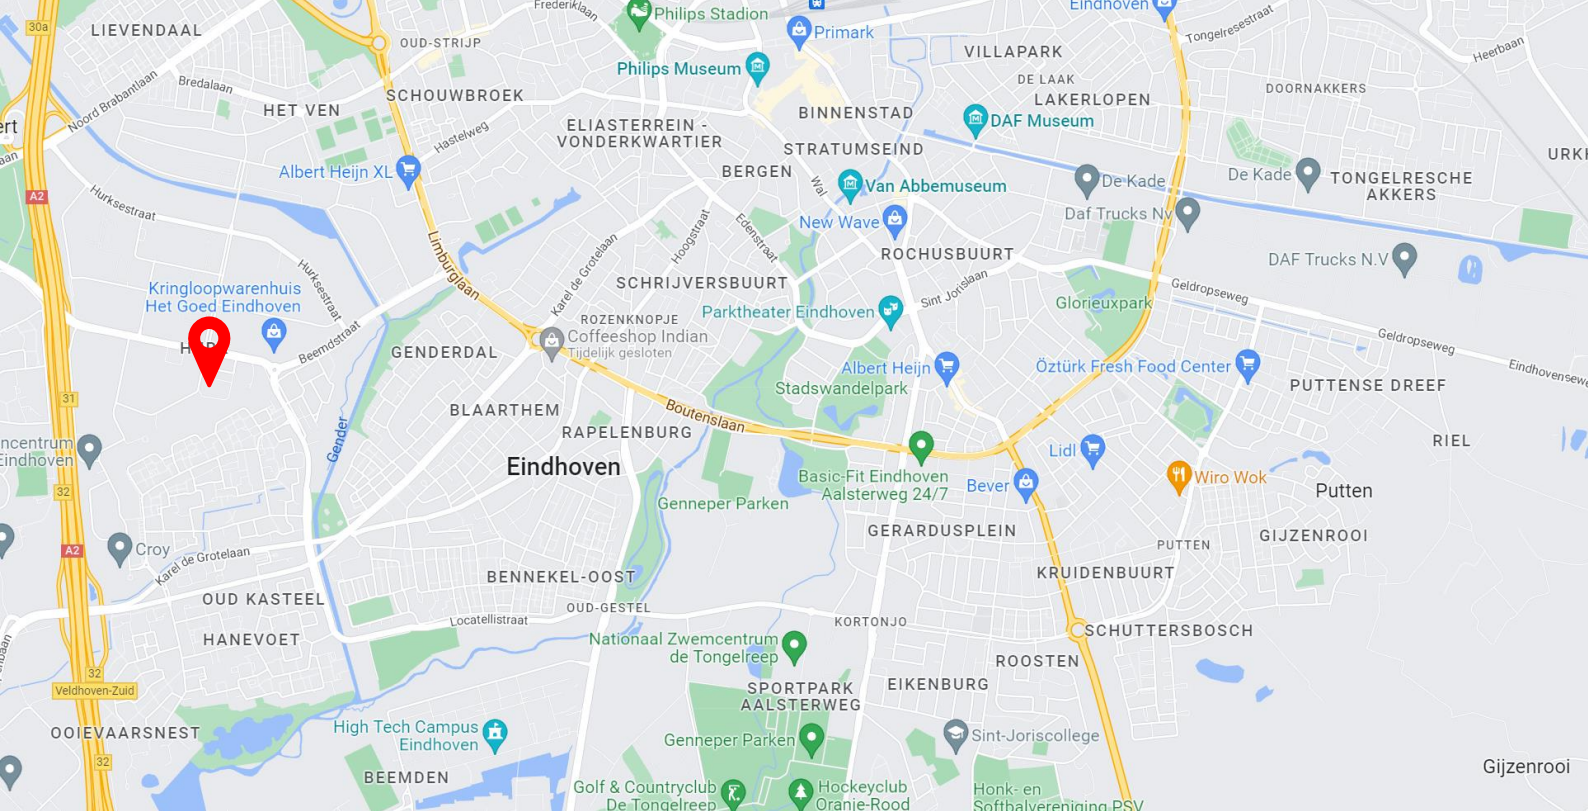 Frederiklaan
Philips Stadion
Eindhoven
30a
LIEVENDAAL
OUD-STRIJP
Primark
Tongelresestraat
Heerbaan
VILLAPARK
Philips Museum
DE LAAK
Bredalaan
Noord Brabantlaan
HET VEN
SCHOUWBROEK
LAKERLOPEN
DOORNAKKERS
BINNENSTAD
DAF Museum
ert
Hastelweg
ELIASTERREIN -
VONDERKWARTIER
STRATUMSEIND
aan
Albert Heijn XL
BERGEN
URKH
De Kade
De Kade
TONGELRESCHE
AKKERS
A2
Hurksestraat
Wal
Van Abbemuseum
Daf Trucks Nv
New Wave
Edenstraat
Hoogstraat
Limburglaan
Karel de Grotelaan
ROCHUSBUURT
DAF Trucks N.V
Hurksestraat
SCHRIJVERSBUURT
Sint Jorislaan
Geldropseweg
Kringloopwarenhuis
Het Goed Eindhoven
Glorieuxpark
Parktheater Eindhoven
ROZENKNOPJE
Coffeeshop Indian
Tijdelijk gesloten
Beemdstraat
GENDERDAL
Geldropseweg
Albert Heijn
Öztürk Fresh Food Center
Eindhovensewe
Stadswandelpark
PUTTENSE DREEF
31
BLAARTHEM
Boutenslaan
RAPELENBURG
Gender
ncentrum
Eindhoven
RIEL
Lidl
Eindhoven
Basic-Fit Eindhoven
Aalsterweg 24/7
Bever
Wiro Wok
Putten
32
Genneper Parken
GERARDUSPLEIN
GIJZENROOI
PUTTEN
A2
Croy
Karel de Grotelaan
BENNEKEL-OOST
KRUIDENBUURT
OUD KASTEEL
OUD-GESTEL
Locatellistraat
KORTONJO
HANEVOET
Nationaal Zwemcentrum
de Tongelreep
SCHUTTERSBOSCH
ROOSTEN
32
Veldhoven-Zuid
SPORTPARK
AALSTERWEG
EIKENBURG
OOIEVAARSNEST
High Tech Campus
Eindhoven
Genneper Parken
Sint-Joriscollege
32
BEEMDEN
Gijzenrooi
Golf & Countryclub
De Tongelreep
Hockeyclub
Oranje-Rood
Honk- en
Softbalvereniging PSV